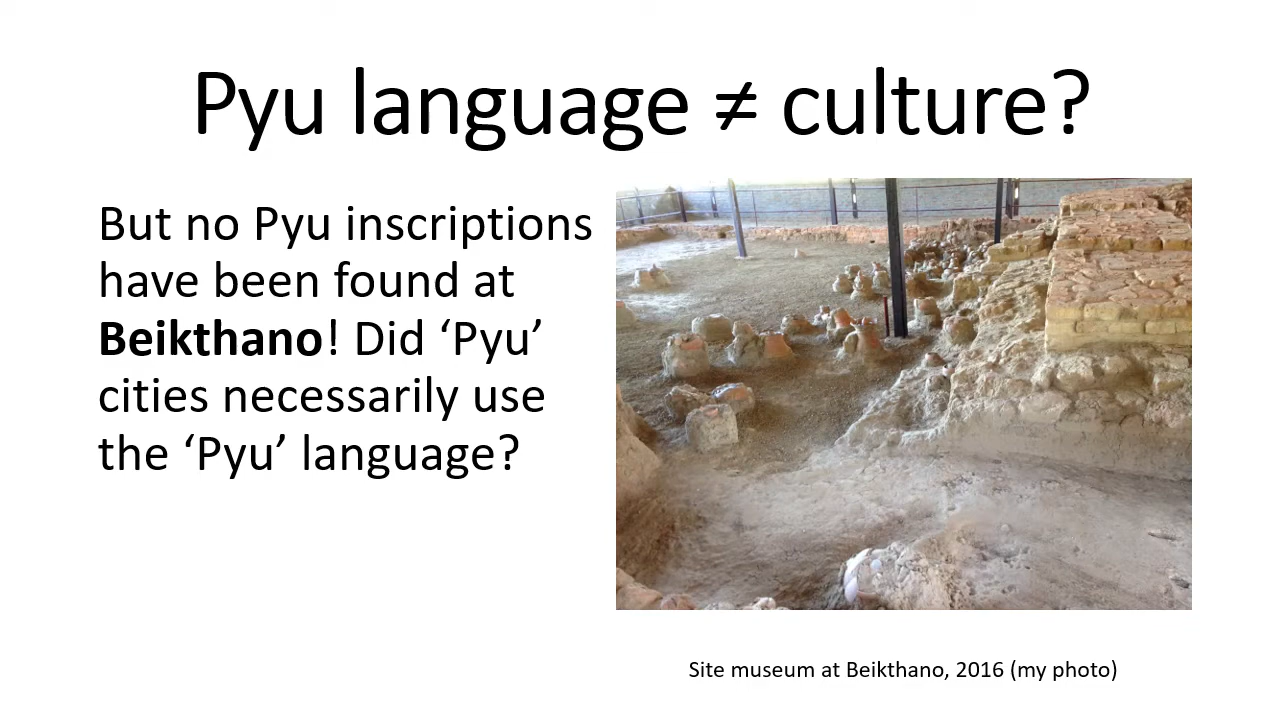 Pyu language ≠ culture?
But no Pyu inscriptions
have been found at
Beikthano! Did ‘Pyu’
cities necessarily use
the ‘Pyu’ language?
Site museum at Beikthano, 2016 (my photo)